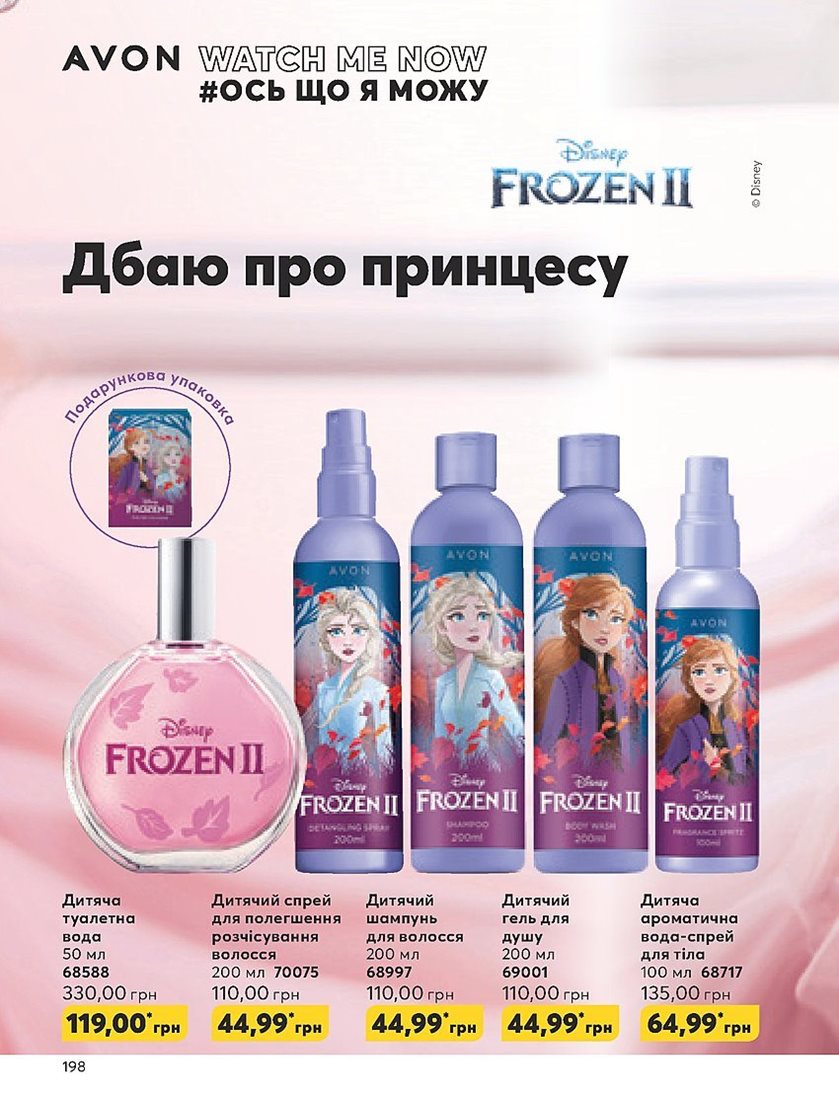 AVON WATCH ME NOW
#ОСЬ ЩО Я МОЖУ
Disney
FROZEN II
© Disney
Дбаю про принцесу
Подарункова упаковка
Disney
FROZEN II
Disney
FROZEN II
AVON
Disney
FROZEN II
DETANGLING SPRAY
200ml
AVON
Disney
FROZEN II
SHAMPOO
200ml
AVON
Disney
FROZEN II
BODY WASH
200ml
AVON
Disney
FROZEN II
FRAGRANCE SPRITZ
100ml
Дитяча
туалетна
вода
50 мл
68588
330,00 грн
119,00* грн
Дитячий спрей
для полегшення
розчісування
волосся
200 мл 70075
110,00 грн
44,99* грн
Дитячий
шампунь
для волосся
200 мл
68997
110,00 грн
44,99* грн
Дитячий
гель для
душу
200 мл
69001
110,00 грн
44,99* грн
Дитяча
ароматична
вода-спрей
для тіла
100 мл 68717
135,00 грн
64,99* грн
198